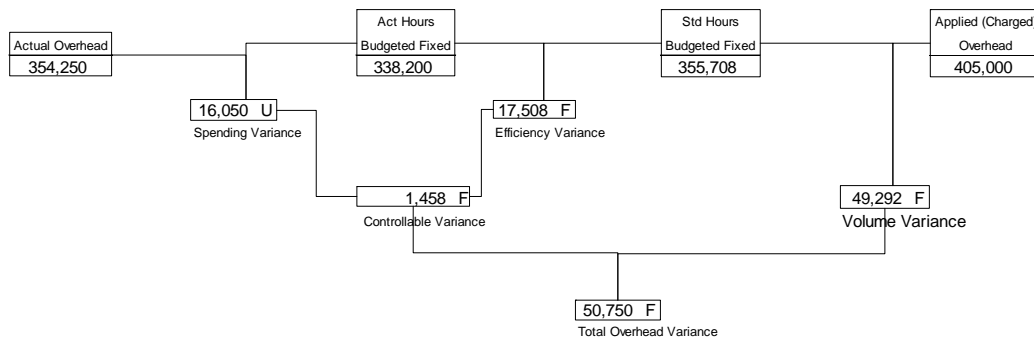 Actual Overhead
354,250
Act Hours
Budgeted Fixed
338,200
Std Hours
Budgeted Fixed
355,708
Applied (Charged)
Overhead
405,000
16,050 U
Spending Variance
17,508 F
Efficiency Variance
1,458 F
Controllable Variance
49,292 F
Volume Variance
50,750 F
Total Overhead Variance